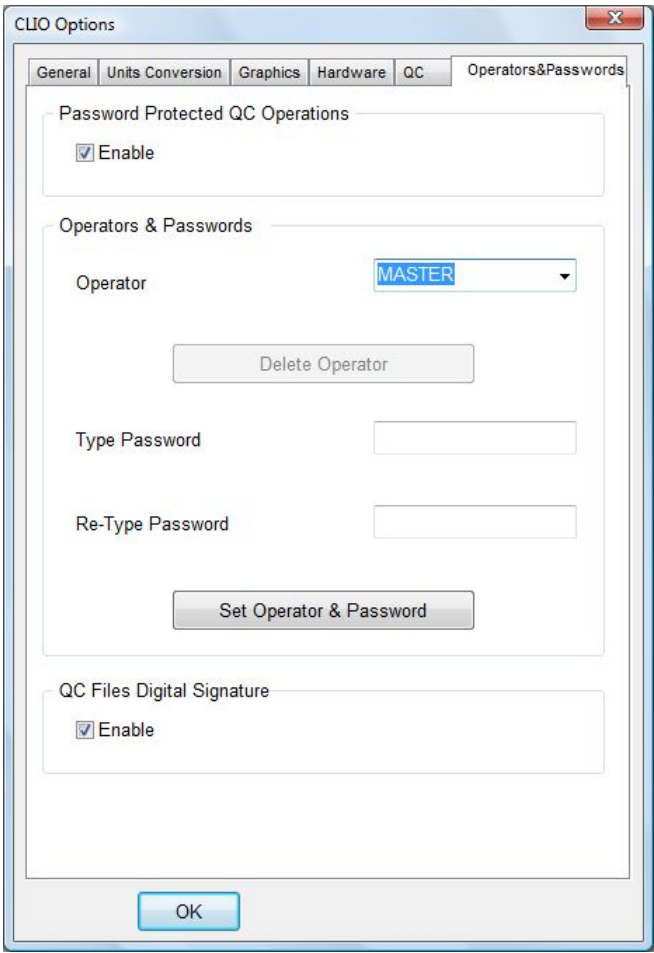 CLIO Options
General Units Conversion Graphics Hardware QC Operators&Passwords
Password Protected QC Operations
Enable
Operators & Passwords
Operator MASTER
Delete Operator
Type Password
Re-Type Password
Set Operator & Password
QC Files Digital Signature
Enable
OK